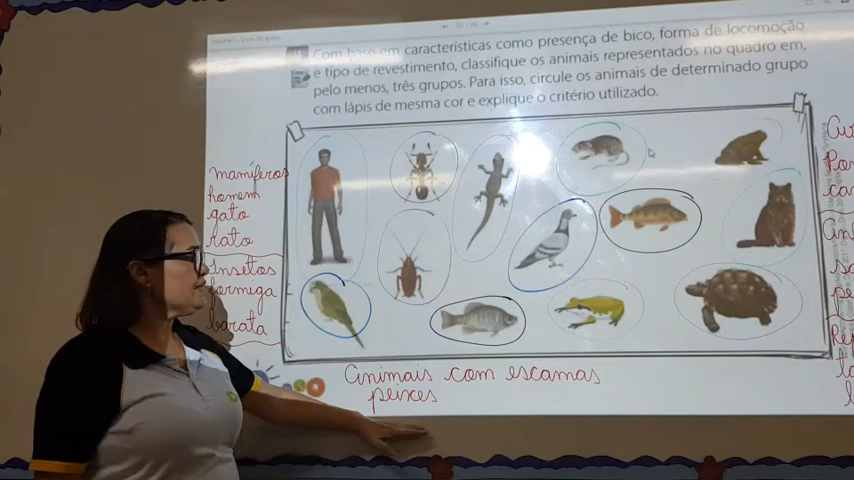 Com base em características como presença de bico, forma de locomoção
e tipo de revestimento, classifique os animais representados no quadro em,
pelo menos, três grupos. Para isso, circule os animais de determinado grupo
com lápis de mesma cor e explique o critério utilizado.
mamíferos
homem
gato
rato
insetos
formiga
barata
animais com escamas
peixes